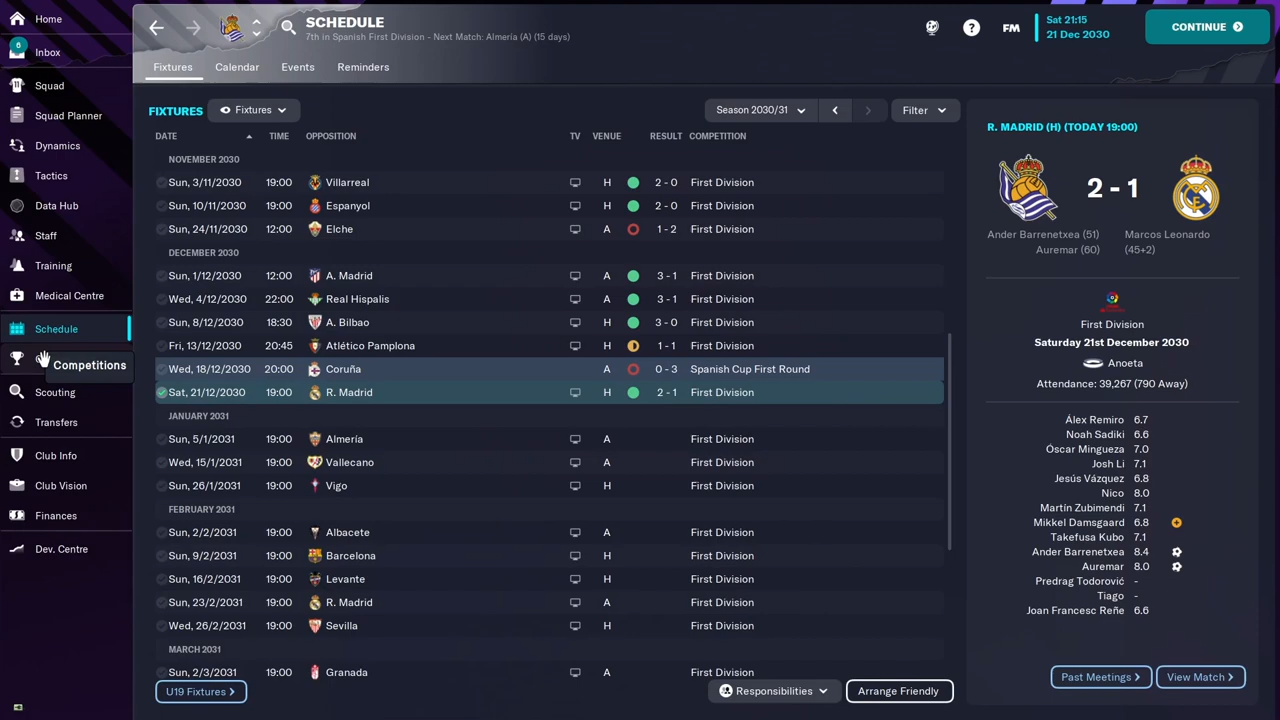 Home
6
Inbox
Squad
Squad Planner
Dynamics
Tactics
Data Hub
Staff
Training
Medical Centre
Schedule
Competitions
Scouting
Transfers
Club Info
Club Vision
Finances
Dev. Centre
SCHEDULE
7th in Spanish First Division - Next Match: Almería (A) (15 days)
FM
Sat 21:15
21 Dec 2030
CONTINUE
Fixtures Calendar Events Reminders
FIXTURES Fixtures Season 2030/31 Filter
DATE TIME OPPOSITION TV VENUE RESULT COMPETITION
NOVEMBER 2030
Sun, 3/11/2030 19:00 Villarreal H 2 - 0 First Division
Sun, 10/11/2030 19:00 Espanyol H 2 - 0 First Division
Sun, 24/11/2030 12:00 Elche A 1 - 2 First Division
DECEMBER 2030
Sun, 1/12/2030 12:00 A. Madrid A 3 - 1 First Division
Wed, 4/12/2030 22:00 Real Hispalis A 3 - 1 First Division
Sun, 8/12/2030 18:30 A. Bilbao H 3 - 0 First Division
Fri, 13/12/2030 20:45 Atlético Pamplona H 1 - 1 First Division
Wed, 18/12/2030 20:00 Coruña A 0 - 3 Spanish Cup First Round
Sat, 21/12/2030 19:00 R. Madrid H 2 - 1 First Division
JANUARY 2031
Sun, 5/1/2031 19:00 Almería A First Division
Wed, 15/1/2031 19:00 Vallecano A First Division
Sun, 26/1/2031 19:00 Vigo H First Division
FEBRUARY 2031
Sun, 2/2/2031 19:00 Albacete A First Division
Sun, 9/2/2031 19:00 Barcelona H First Division
Sun, 16/2/2031 19:00 Levante H First Division
Sun, 23/2/2031 19:00 R. Madrid A First Division
Wed, 26/2/2031 19:00 Sevilla H First Division
MARCH 2031
Sun, 2/3/2031 19:00 Granada A First Division
U19 Fixtures Responsibilities Arrange Friendly
R. MADRID (H) (TODAY 19:00)
2 - 1
Ander Barrenetxea (51) Marcos Leonardo
Auremar (60) (45+2)
First Division
Saturday 21st December 2030
Anoeta
Attendance: 39,267 (790 Away)
Álex Remiro 6.7
Noah Sadiki 6.6
Óscar Mingueza 7.0
Josh Li 7.1
Jesús Vázquez 6.8
Nico 8.0
Martín Zubimendi 7.1
Mikkel Damsgaard 6.8
Takefusa Kubo 7.1
Ander Barrenetxea 8.4
Auremar 8.0
Predrag Todorović -
Tiago -
Joan Francesc Reñe 6.6
Past Meetings View Match